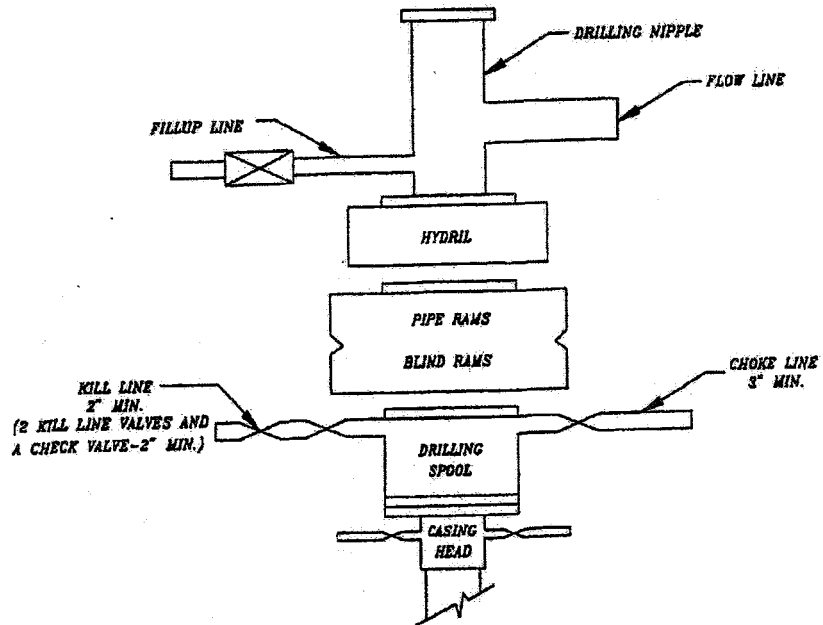 DRILLING NIPPLE
FLOW LINE
FILLUP LINE
HYDRIL
PIPE RAMS
BLIND RAMS
KILL LINE
2" MIN.
(2 KILL LINE VALVES AND
A CHECK VALVE-2" MIN.)
CHOKE LINE
3" MIN.
DRILLING
SPOOL
CASING
HEAD